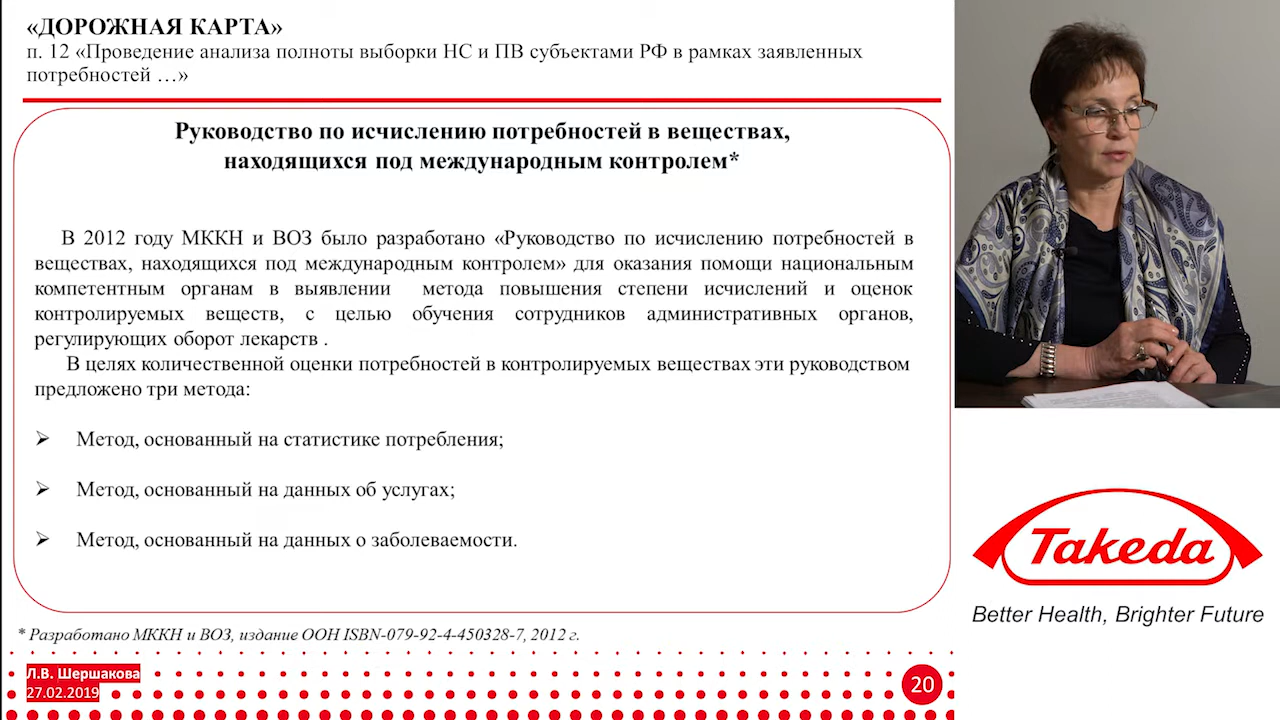 «ДОРОЖНАЯ КАРТА»
п. 12 «Проведение анализа полноты выборки НС и ПВ субъектами РФ в рамках заявленных
потребностей …»
Руководство по исчислению потребностей в веществах,
находящихся под международным контролем*
В 2012 году МККН и ВОЗ было разработано «Руководство по исчислению потребностей в
веществах, находящихся под международным контролем» для оказания помощи национальным
компетентным органам в выявлении метода повышения степени исчислений и оценок
контролируемых веществ, с целью обучения сотрудников административных органов,
регулирующих оборот лекарств .
В целях количественной оценки потребностей в контролируемых веществах эти руководством
предложено три метода:
➢ Метод, основанный на статистике потребления;
➢ Метод, основанный на данных об услугах;
➢ Метод, основанный на данных о заболеваемости.
* Разработано МККН и ВОЗ, издание ООН ISBN-079-92-4-450328-7, 2012 г.
Л.В. Шершакова
27.02.2019
20
Takeda
Better Health, Brighter Future